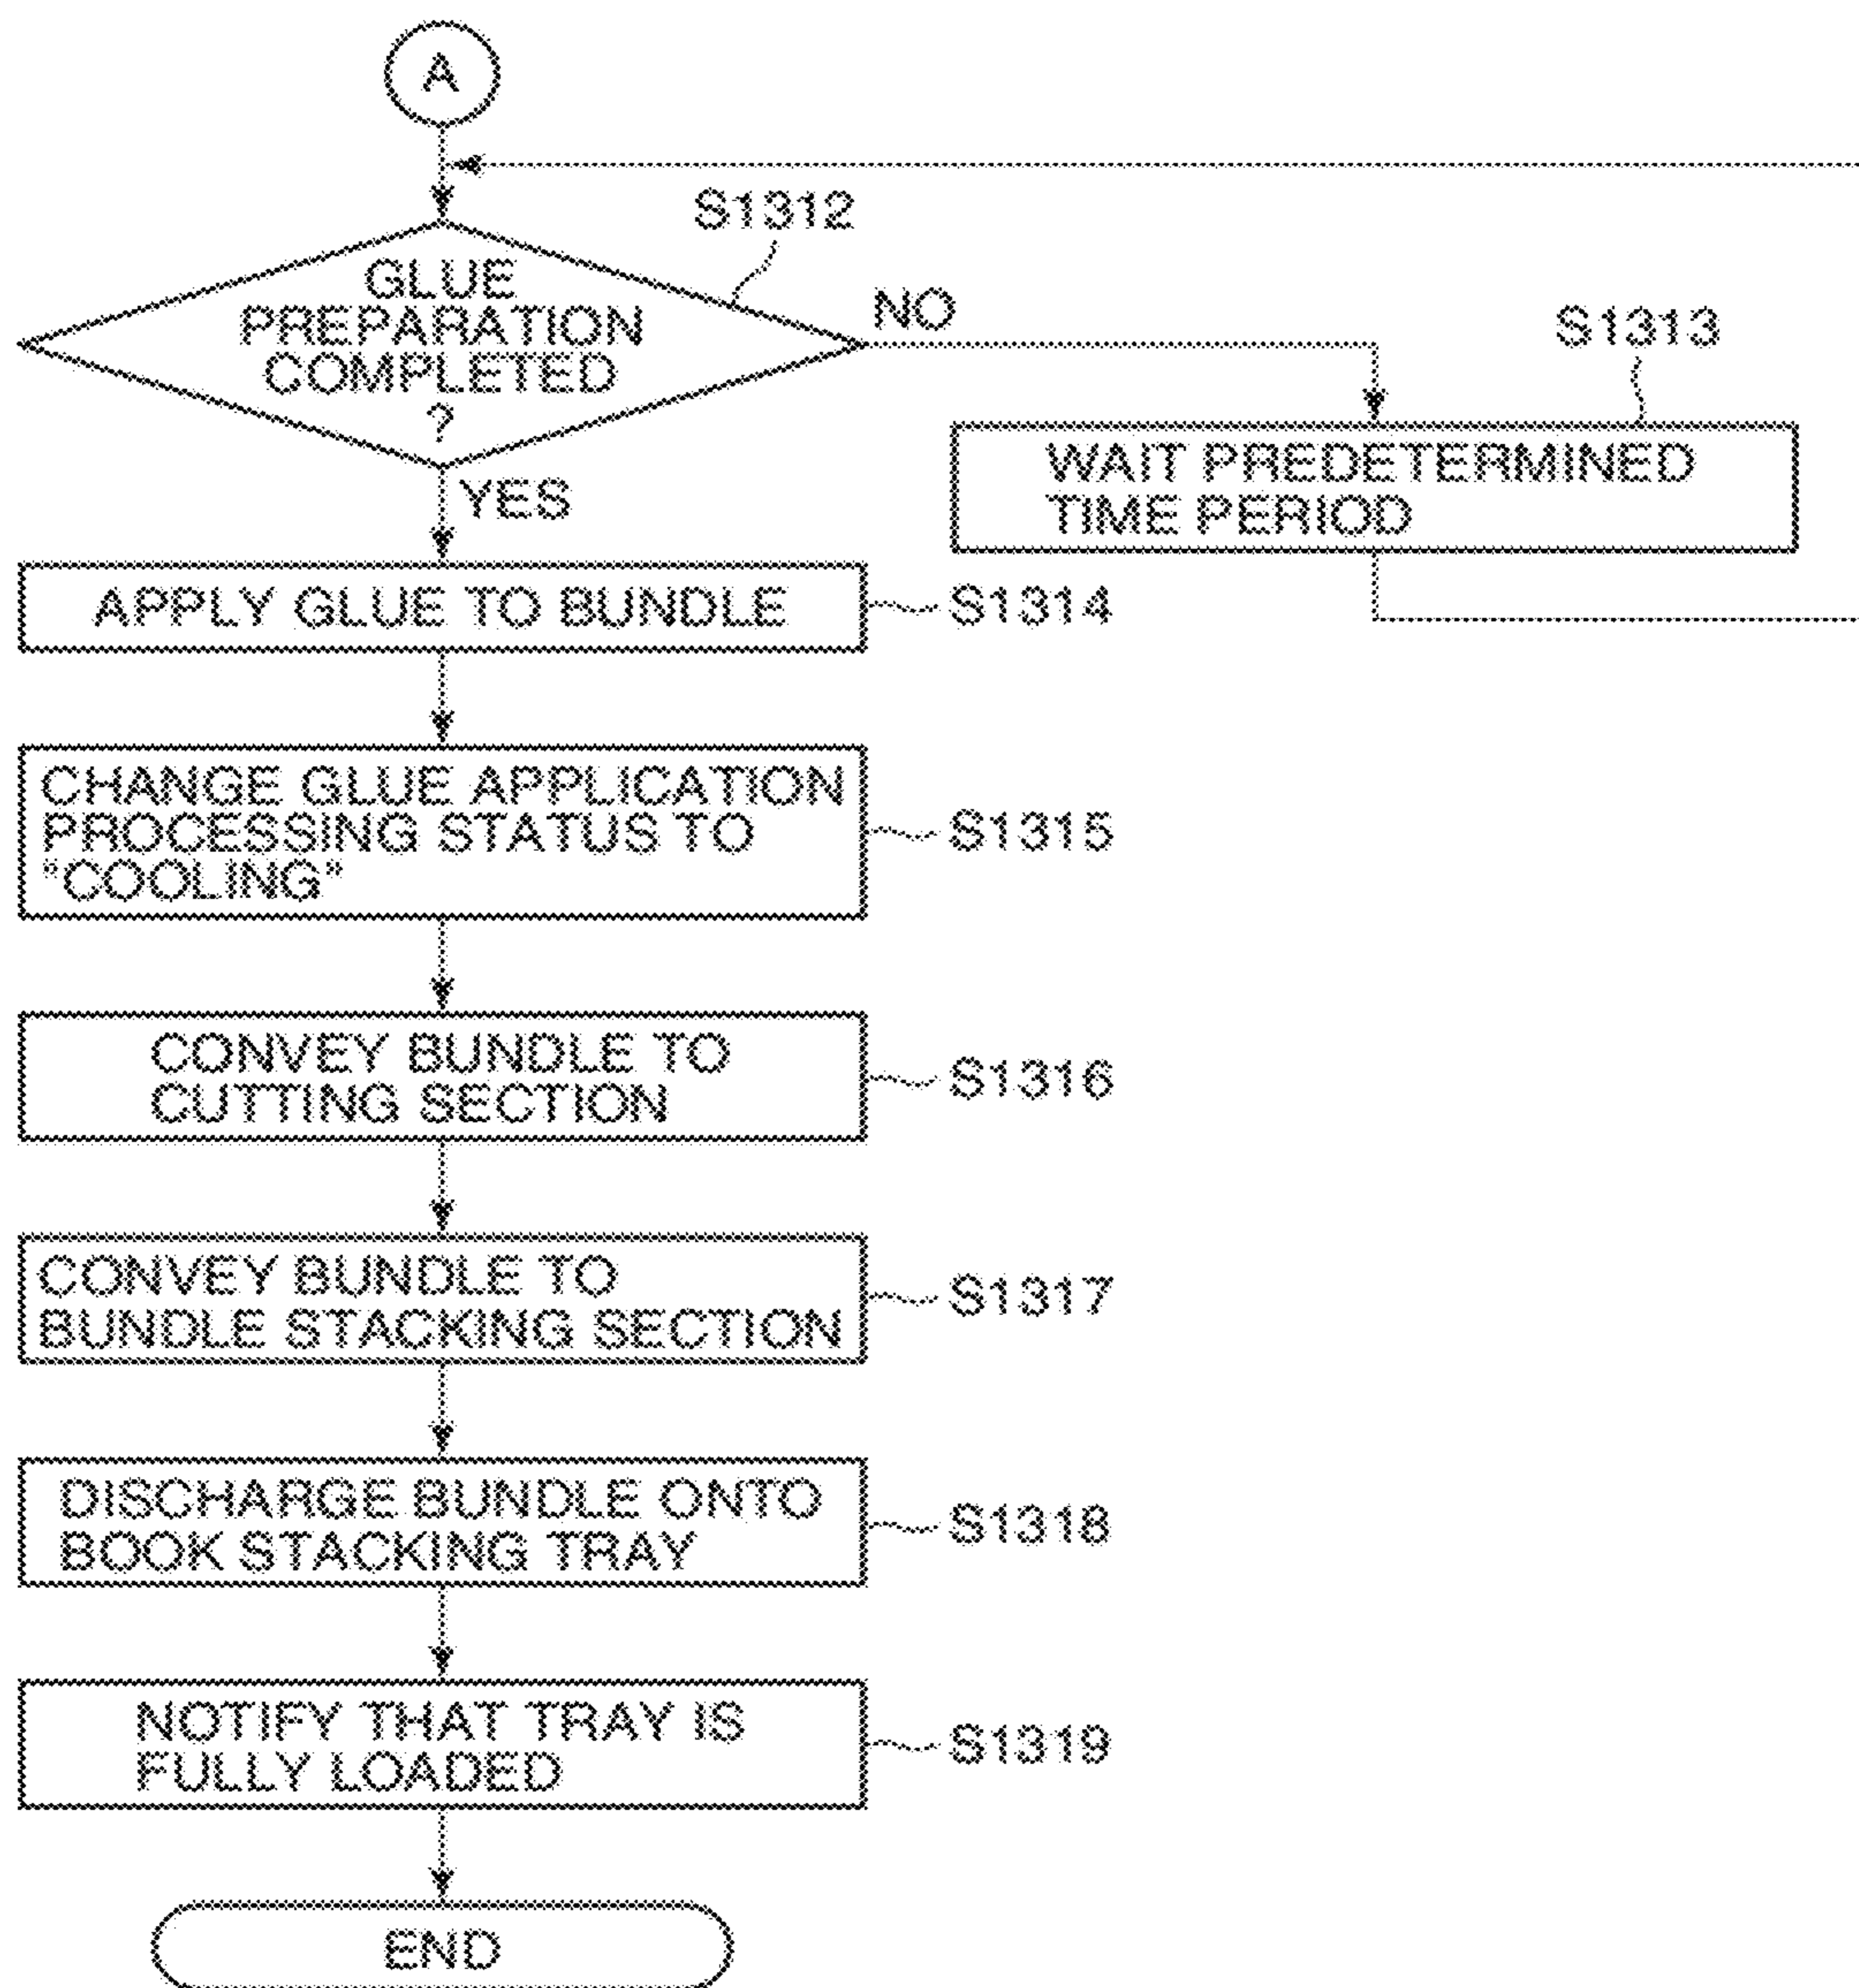 A
S1312
GLUE
PREPARATION
COMPLETED
?
NO
S1313
WAIT PREDETERMINED
TIME PERIOD
YES
APPLY GLUE TO BUNDLE
S1314
CHANGE GLUE APPLICATION
PROCESSING STATUS TO
"COOLING"
S1315
CONVEY BUNDLE TO
CUTTING SECTION
S1316
CONVEY BUNDLE TO
BUNDLE STACKING SECTION
S1317
DISCHARGE BUNDLE ONTO
BOOK STACKING TRAY
S1318
NOTIFY THAT TRAY IS
FULLY LOADED
S1319
END